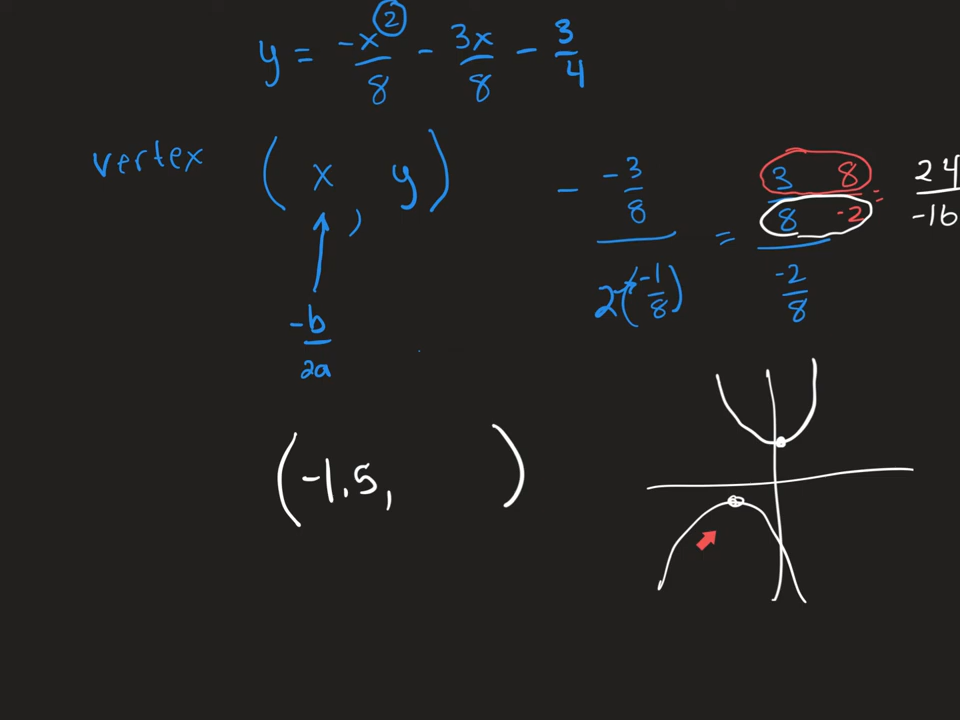 y = -x²/8 - 3x/8 - 3/4
vertex (x, y)
-b/2a
- (-3/8)/(2(-1/8)) = (3/8)/(-2/8) 8/-2 = 24/-16
(-1.5, )